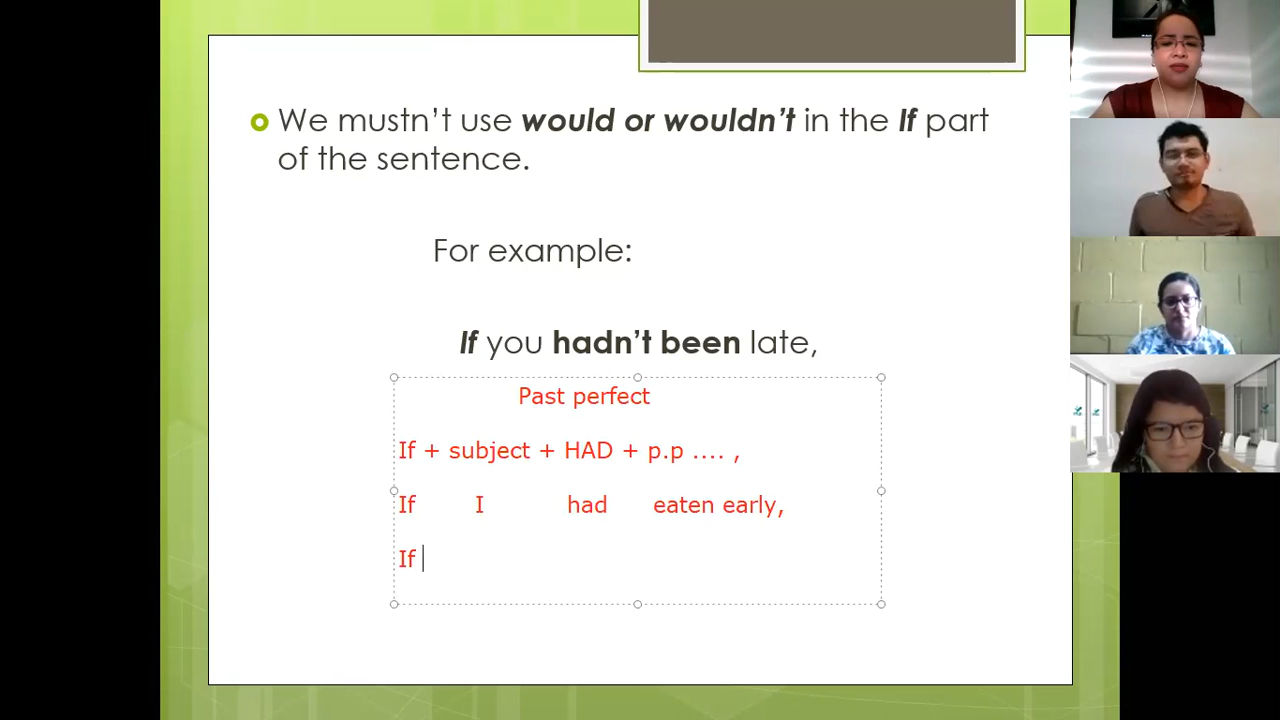 We mustn't use would or wouldn't in the If part
of the sentence.
For example:
If you hadn't been late,
Past perfect
If + subject + HAD + p.p .... ,
If I had eaten early,
If